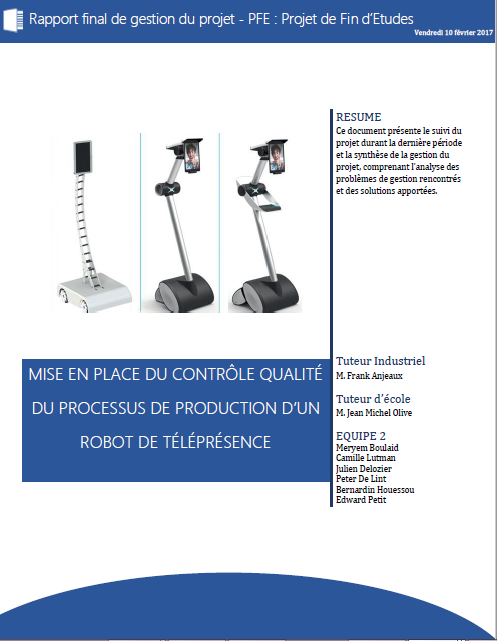 Rapport final de gestion du projet - PFE : Projet de Fin d'Etudes
Vendredi 10 février 2017
RESUME
Ce document présente le suivi du
projet durant la dernière période
et la synthèse de la gestion du
projet, comprenant l'analyse des
problèmes de gestion rencontrés
et des solutions apportées.
MISE EN PLACE DU CONTRÔLE QUALITÉ
DU PROCESSUS DE PRODUCTION D'UN
ROBOT DE TÉLÉPRÉSENCE
Tuteur Industriel
M. Frank Anjeaux
Tuteur d'école
M. Jean Michel Olive
EQUIPE 2
Meryem Boulaid
Camille Lutman
Julien Delozier
Peter De Lint
Bernardin Houessou
Edward Petit